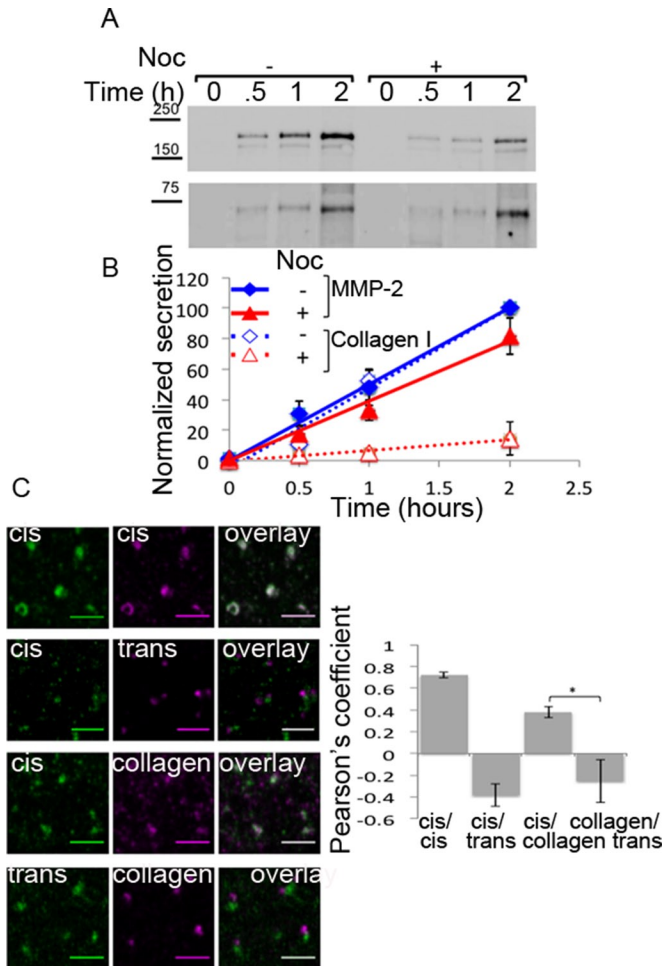 A
Noc - +
Time (h) 0 .5 1 2 0 .5 1 2
250
150
75
B
Noc
- MMP-2
+
- Collagen I
+
Normalized secretion
120
100
80
60
40
20
0
0 0.5 1 2 2.5
Time (hours)
C
cis cis overlay
cis trans overlay
cis collagen overlay
trans collagen overlay
Pearson's coefficient
1
0.8
0.6
0.4
0.2
0
-0.2
-0.4
-0.6
*
cis/ cis/ cis/ collagen/
cis trans collagen trans